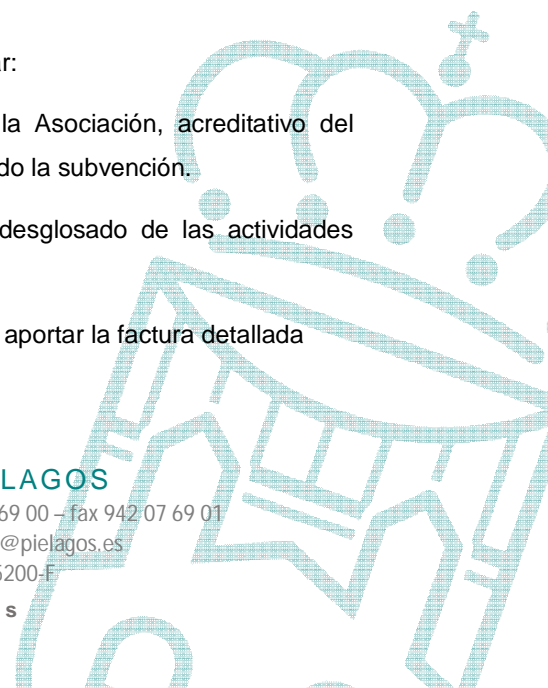 ar:
la Asociación, acreditativo del
do la subvención.
desglosado de las actividades
aportar la factura detallada
LAGOS
69 00 – fax 942 07 69 01
@pielagos.es
5200-F
s